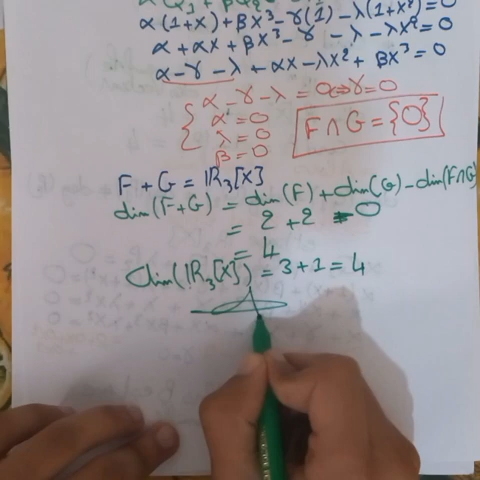 α(1+X)+βX³-γ(1)-λ(1+X²)=0
α+αX+βX³-γ-λ-λX²=0
α-γ-λ+αX-λX²+βX³=0
α-γ-λ=0⇔γ=0
α=0
λ=0
β=0
F∩G={0}
F+G=ℝ₃[X]
dim(F+G)=dim(F)+dim(G)-dim(F∩G)
=2+2-0
=4
dim(ℝ₃[X])=3+1=4